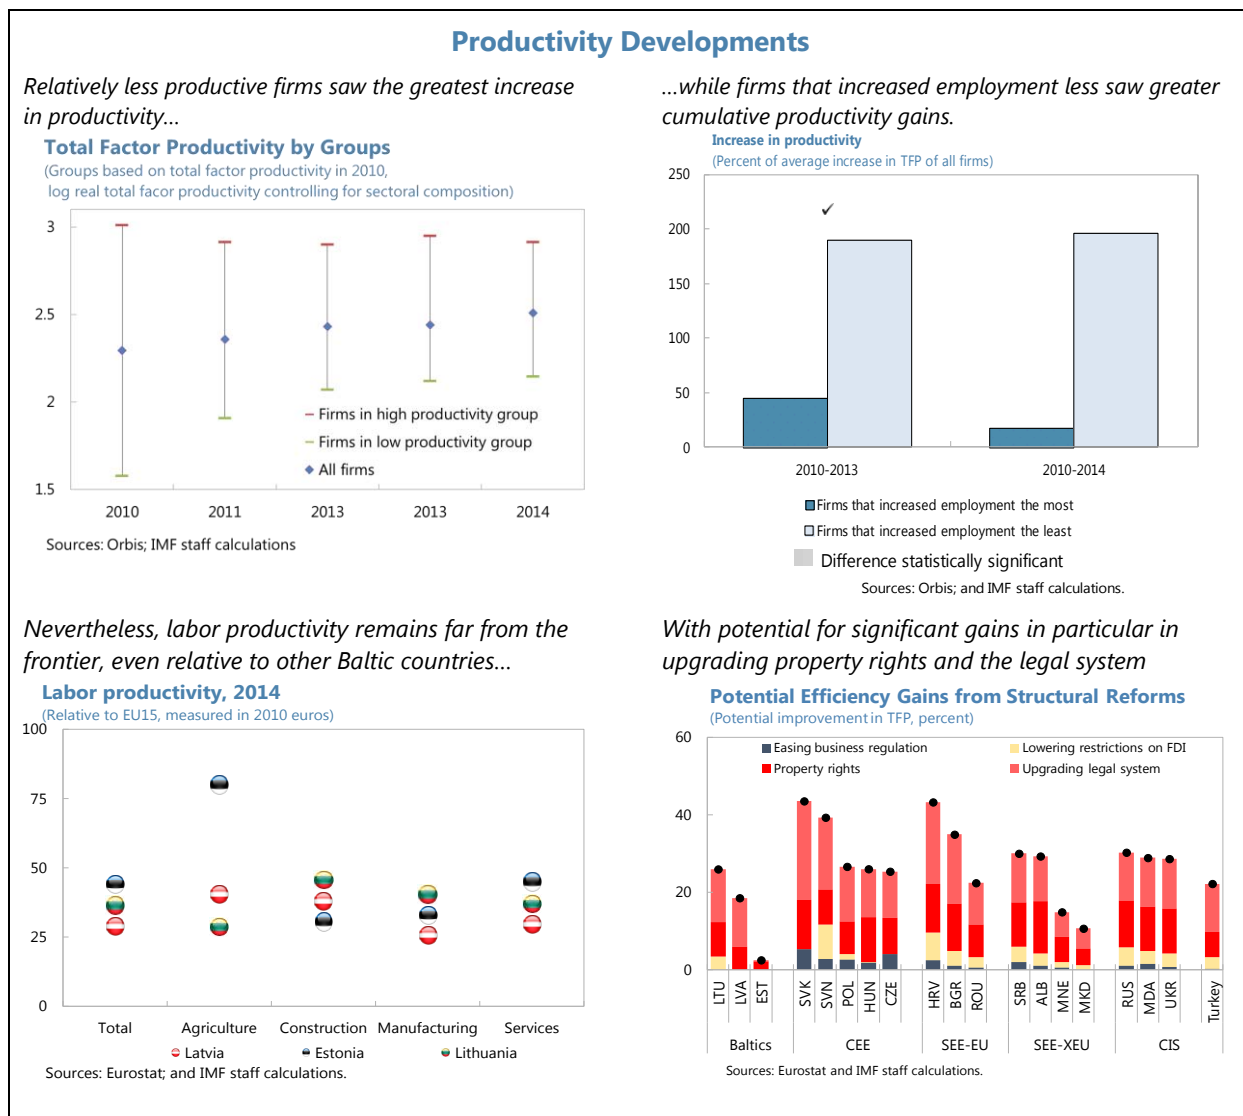 Productivity Developments
Relatively less productive firms saw the greatest increase
in productivity...
Total Factor Productivity by Groups
(Groups based on total factor productivity in 2010,
log real total facor productivity controlling for sectoral composition)
3
2.5
2
1.5
Firms in high productivity group
Firms in low productivity group
All firms
2010 2011 2013 2013 2014
Sources: Orbis; IMF staff calculations
...while firms that increased employment less saw greater
cumulative productivity gains.
Increase in productivity
(Percent of average increase in TFP of all firms)
250
200
150
100
50
0
✓
2010-2013 2010-2014
Firms that increased employment the most
Firms that increased employment the least
Difference statistically significant
Sources: Orbis; and IMF staff calculations.
Nevertheless, labor productivity remains far from the
frontier, even relative to other Baltic countries...
Labor productivity, 2014
(Relative to EU15, measured in 2010 euros)
100
75
50
25
0
Total Agriculture Construction Manufacturing Services
Latvia Estonia Lithuania
Sources: Eurostat; and IMF staff calculations.
With potential for significant gains in particular in
upgrading property rights and the legal system
Potential Efficiency Gains from Structural Reforms
(Potential improvement in TFP, percent)
60
40
20
0
Easing business regulation Lowering restrictions on FDI
Property rights Upgrading legal system
LTU LVA EST SVK SVN POL HUN CZE HRV BGR ROU SRB ALB MNE MKD RUS MDA UKR Turkey
Baltics CEE SEE-EU SEE-XEU CIS
Sources: Eurostat and IMF staff calculations.